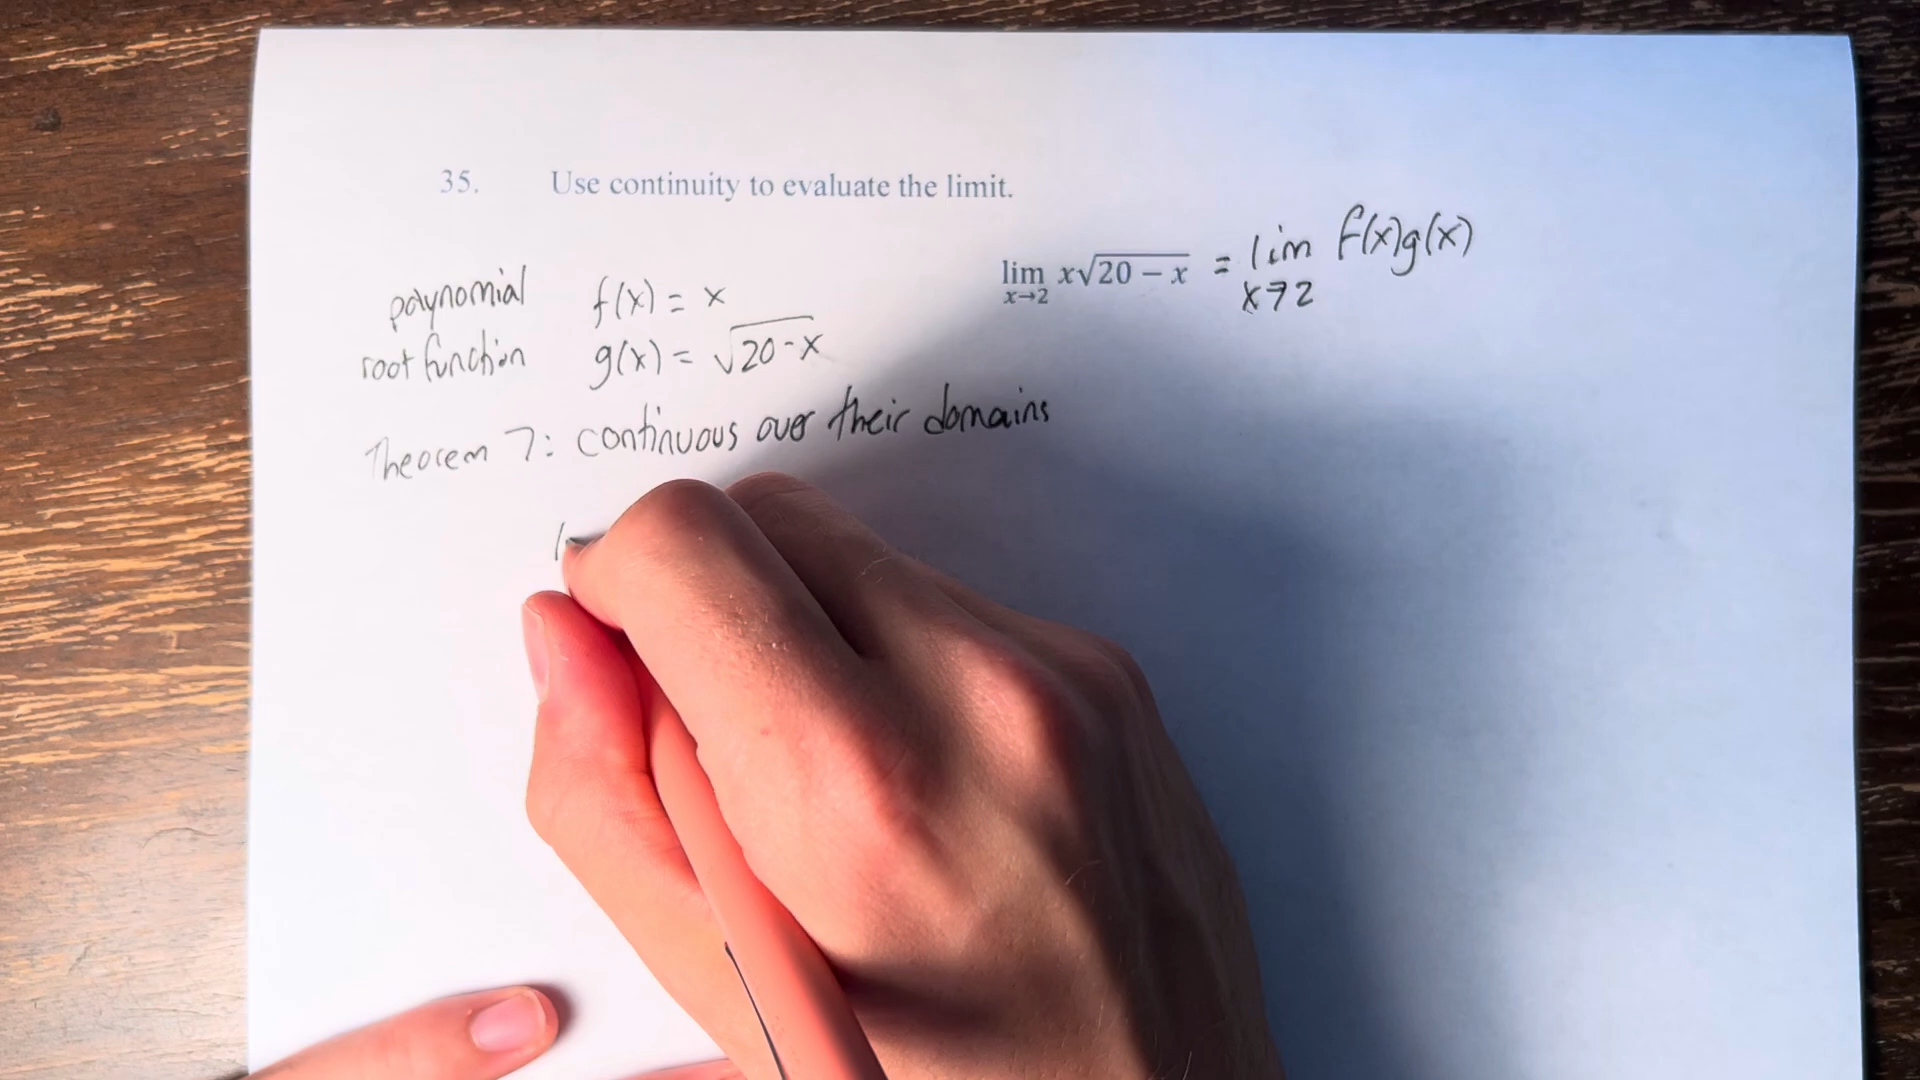 35. Use continuity to evaluate the limit.
lim x→2 x√20 − x = lim x→2 f(x)g(x)
polynomial f(x) = x
root function g(x) = √20-x
Theorem 7: continuous over their domains